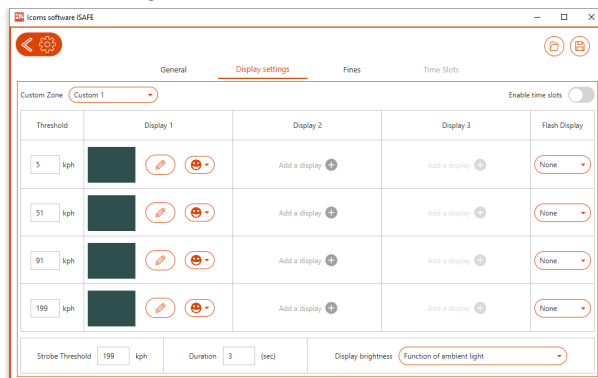 Icoms software ISAFE
General Display settings Fines Time Slots
Custom Zone Custom 1 Enable time slots
Threshold Display 1 Display 2 Display 3 Flash Display
5 kph Add a display Add a display None
51 kph Add a display Add a display None
91 kph Add a display Add a display None
199 kph Add a display Add a display None
Strobe Threshold 199 kph Duration 3 (sec) Display brightness Function of ambient light